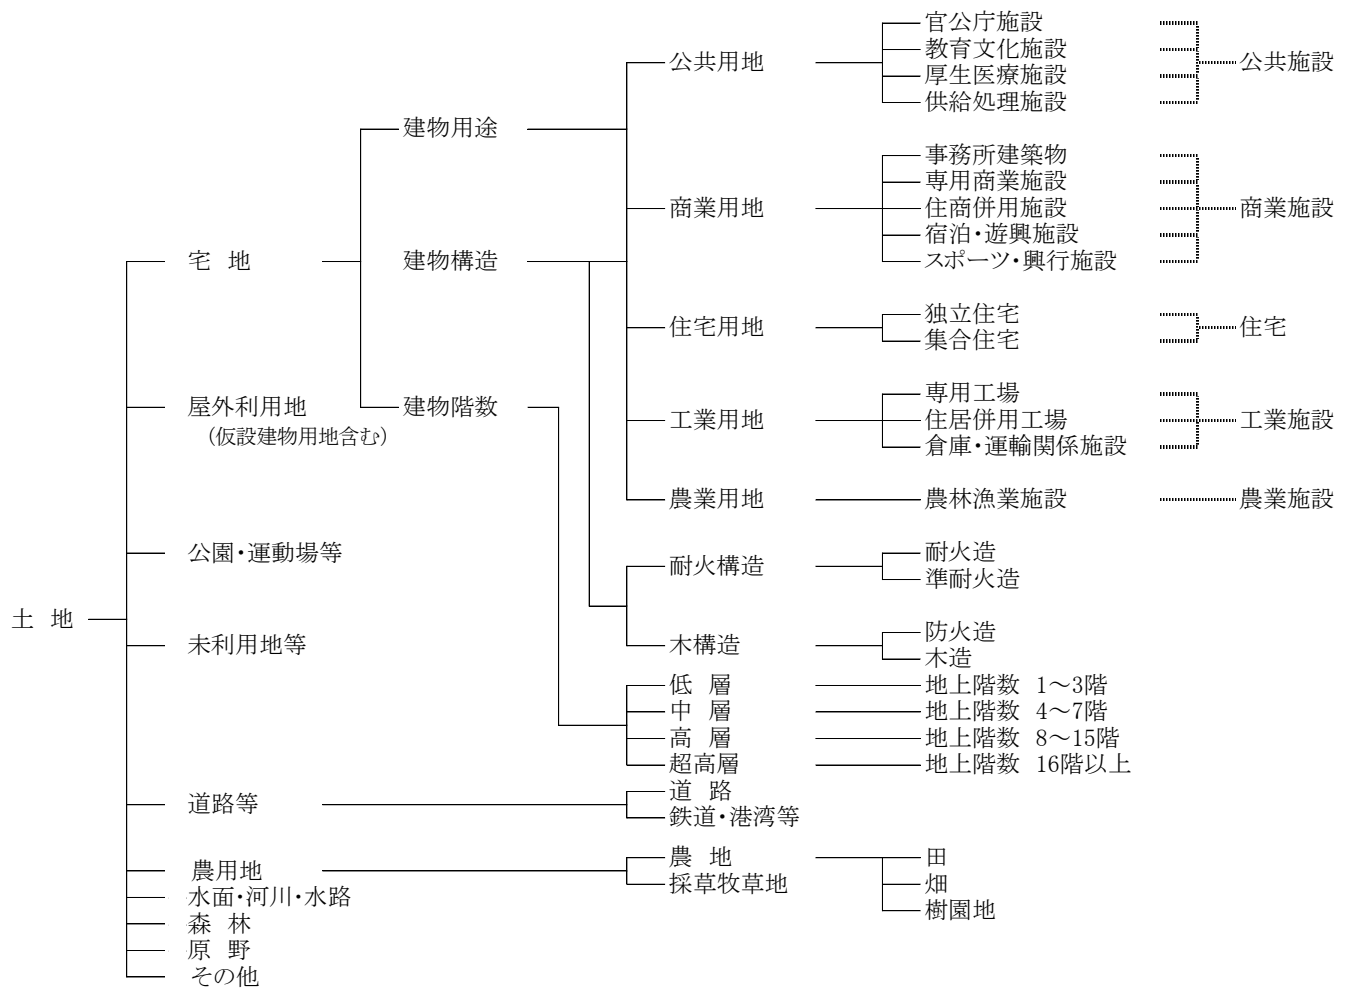 官公庁施設
教育文化施設
公共用地
公共施設
厚生医療施設
供給処理施設
建物用途
事務所建築物
専用商業施設
商業用地
住商併用施設
商業施設
宿泊・遊興施設
宅 地
建物構造
スポーツ・興行施設
独立住宅
住宅用地
住宅
集合住宅
専用工場
屋外利用地
建物階数
工業用地
住居併用工場
工業施設
（仮設建物用地含む）
倉庫・運輸関係施設
農業用地
農林漁業施設
農業施設
公園・運動場等
耐火構造
耐火造
準耐火造
土 地
未利用地等
木構造
防火造
木造
低 層
地上階数 1～3階
中 層
地上階数 4～7階
高 層
地上階数 8～15階
超高層
地上階数 16階以上
道路等
道 路
鉄道・港湾等
農用地
農 地
田
採草牧草地
畑
水面・河川・水路
樹園地
森 林
原 野
その他